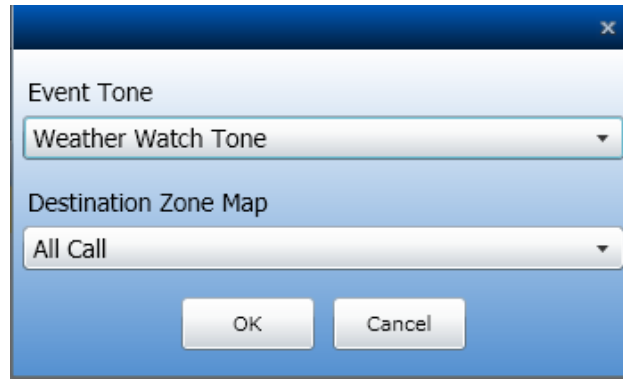 Event Tone
Weather Watch Tone
Destination Zone Map
All Call
OK Cancel